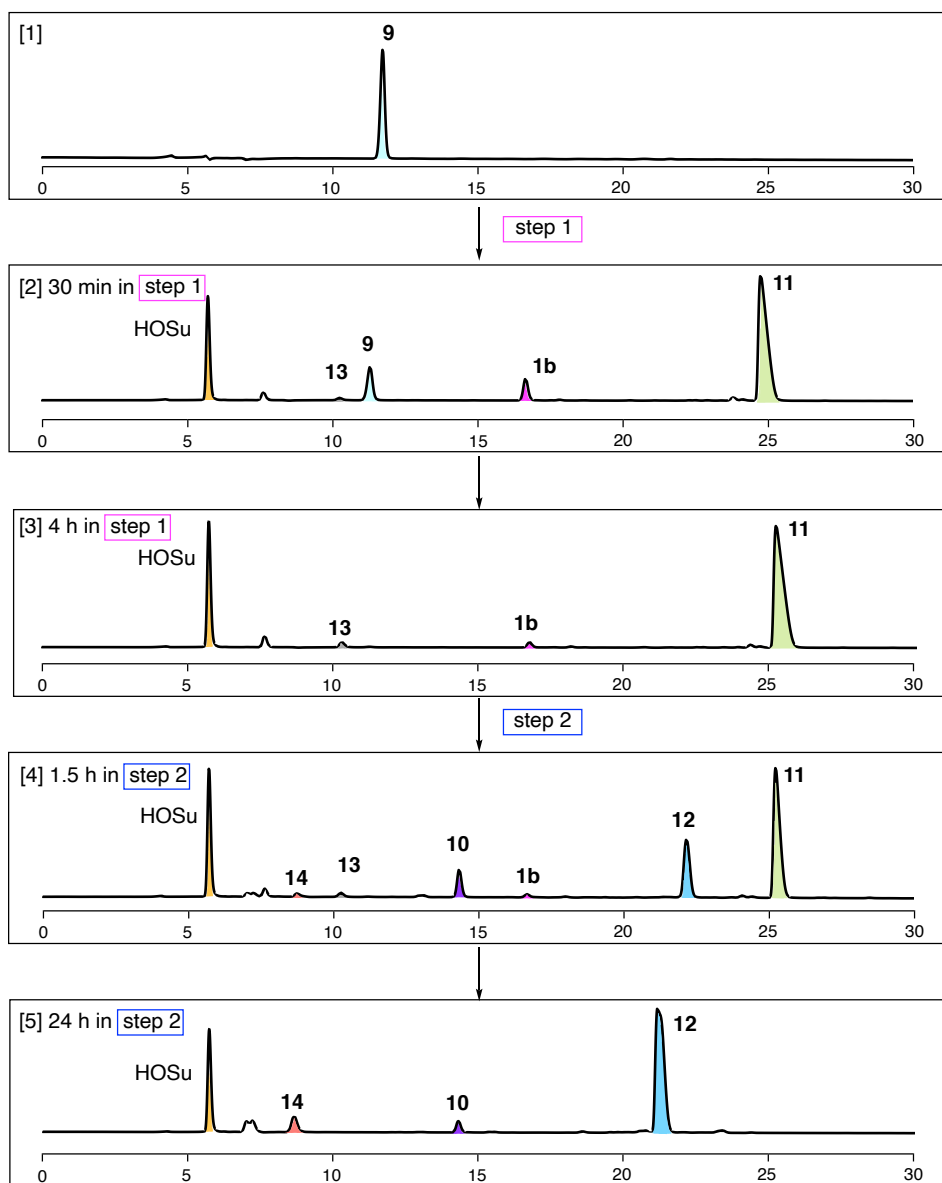 [1]
9
0 5 10 15 20 25 30
step 1
[2] 30 min in step 1
11
HOSu
9
13
1b
0 5 10 15 20 25 30
[3] 4 h in step 1
11
HOSu
13
1b
0 5 10 15 20 25 30
step 2
[4] 1.5 h in step 2
11
HOSu
12
10
13
14
1b
0 5 10 15 20 25 30
[5] 24 h in step 2
12
HOSu
14
10
0 5 10 15 20 25 30